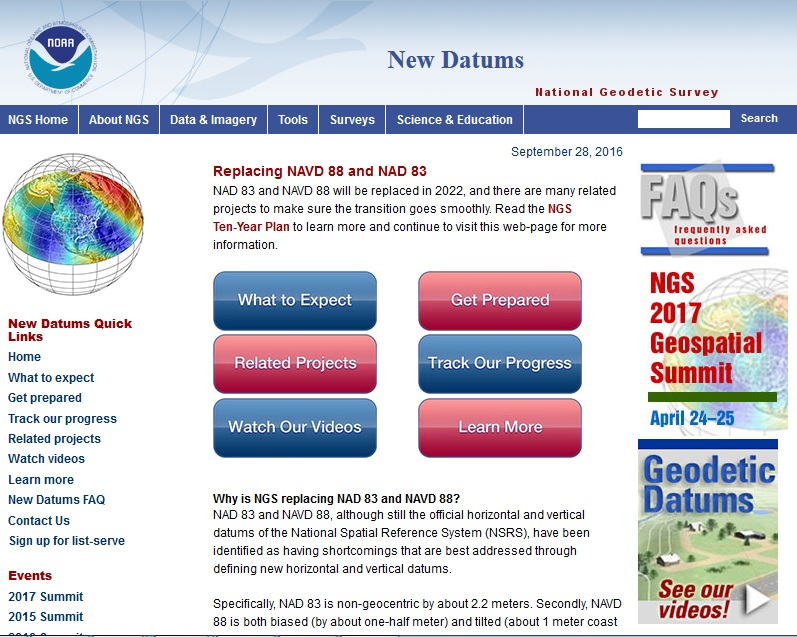 NOAA
New Datums
National Geodetic Survey
NGS Home
About NGS
Data & Imagery
Tools
Surveys
Science & Education
Search
September 28, 2016
New Datums Quick
Links
Home
What to expect
Get prepared
Track our progress
Related projects
Watch videos
Learn more
New Datums FAQ
Contact Us
Sign up for list-serve
Events
2017 Summit
2015 Summit
Replacing NAVD 88 and NAD 83
NAD 83 and NAVD 88 will be replaced in 2022, and there are many related
projects to make sure the transition goes smoothly. Read the NGS
Ten-Year Plan to learn more and continue to visit this web-page for more
information.
What to Expect
Get Prepared
Related Projects
Track Our Progress
Watch Our Videos
Learn More
Why is NGS replacing NAD 83 and NAVD 88?
NAD 83 and NAVD 88, although still the official horizontal and vertical
datums of the National Spatial Reference System (NSRS), have been
identified as having shortcomings that are best addressed through
defining new horizontal and vertical datums.
Specifically, NAD 83 is non-geocentric by about 2.2 meters. Secondly, NAVD
88 is both biased (by about one-half meter) and tilted (about 1 meter coast
FAQs
frequently asked
questions
NGS
2017
Geospatial
Summit
April 24–25
Geodetic
Datums
See our
videos!